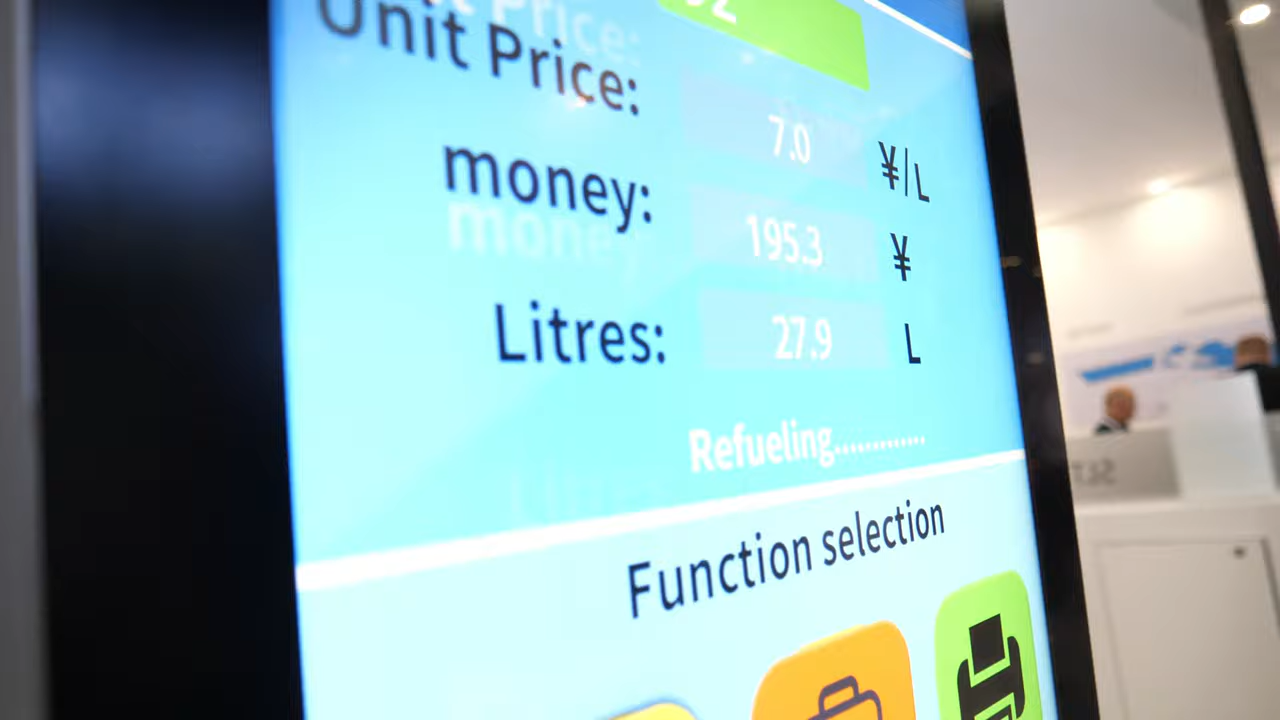 Unit Price:
7.0 ¥/L
money:
195.3 ¥
Litres:
27.9 L
Refueling.............
Function selection